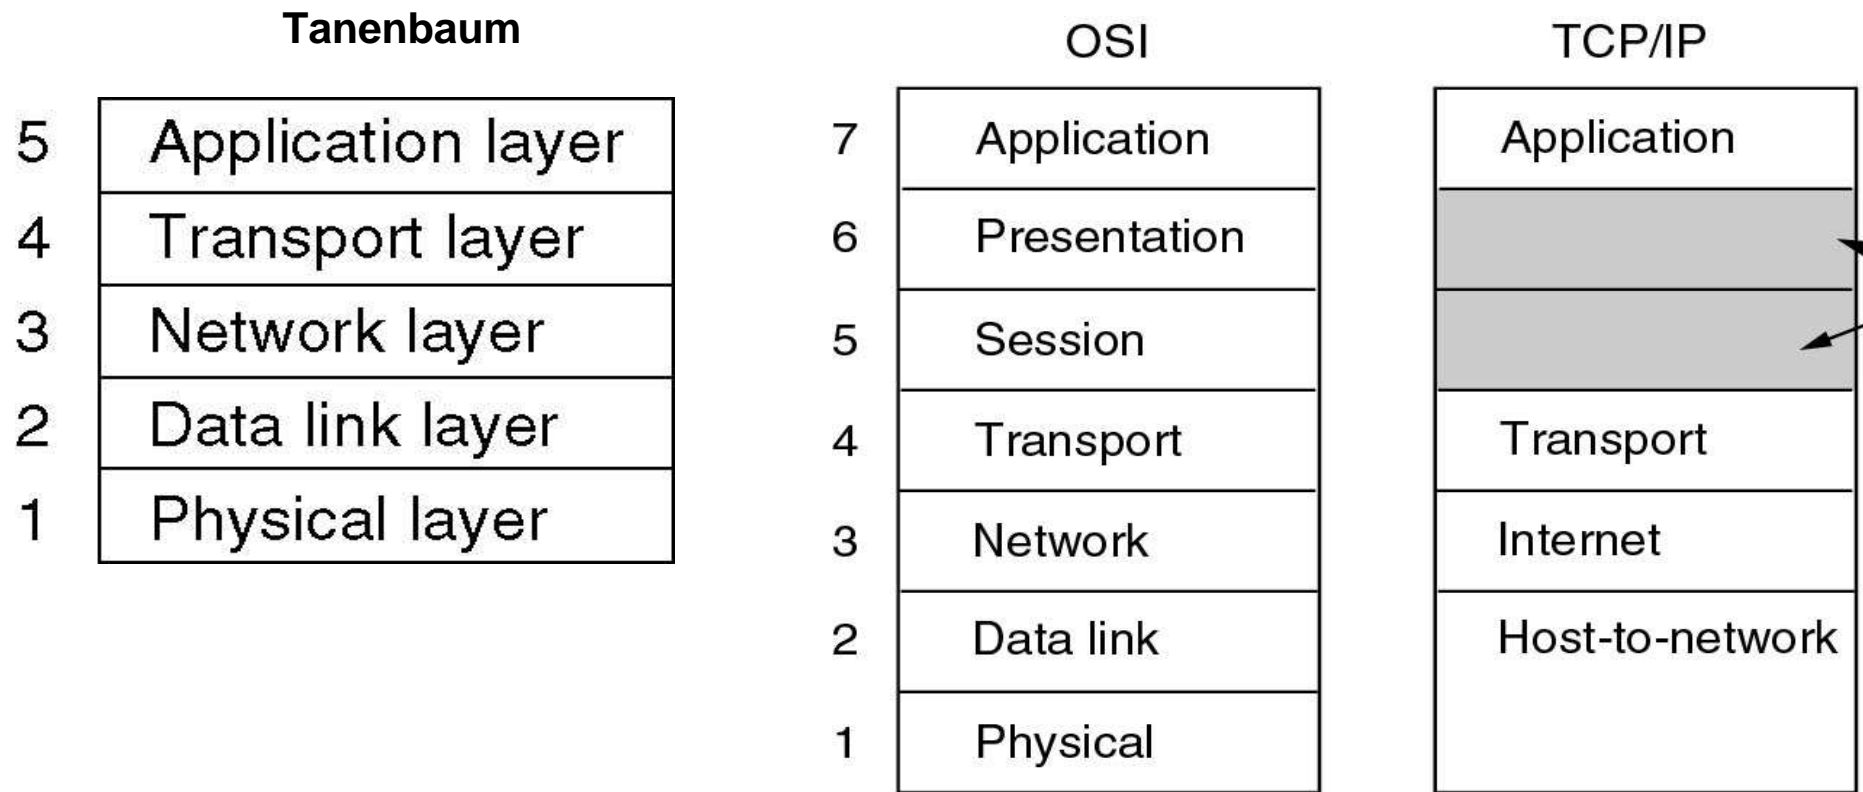 Tanenbaum
5 Application layer
4 Transport layer
3 Network layer
2 Data link layer
1 Physical layer
OSI
7 Application
6 Presentation
5 Session
4 Transport
3 Network
2 Data link
1 Physical
TCP/IP
Application
Transport
Internet
Host-to-network